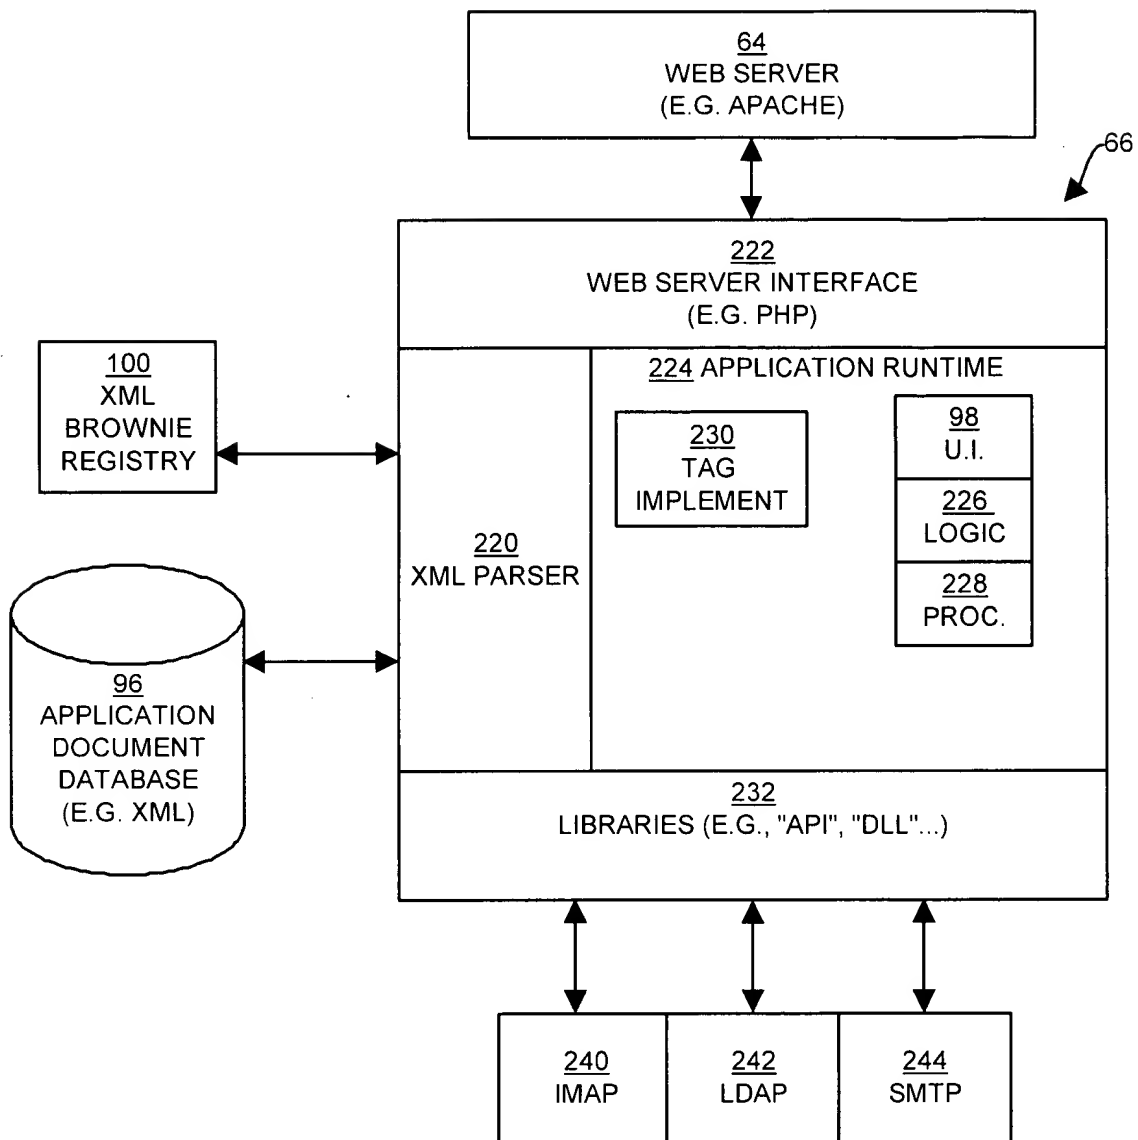 64
WEB SERVER
(E.G. APACHE)
66
222
WEB SERVER INTERFACE
(E.G. PHP)
100
XML
BROWNIE
REGISTRY
224 APPLICATION RUNTIME
230
TAG
IMPLEMENT
98
U.I.
226
LOGIC
228
PROC.
220
XML PARSER
96
APPLICATION
DOCUMENT
DATABASE
(E.G. XML)
232
LIBRARIES (E.G., "API", "DLL"...)
240
IMAP
242
LDAP
244
SMTP